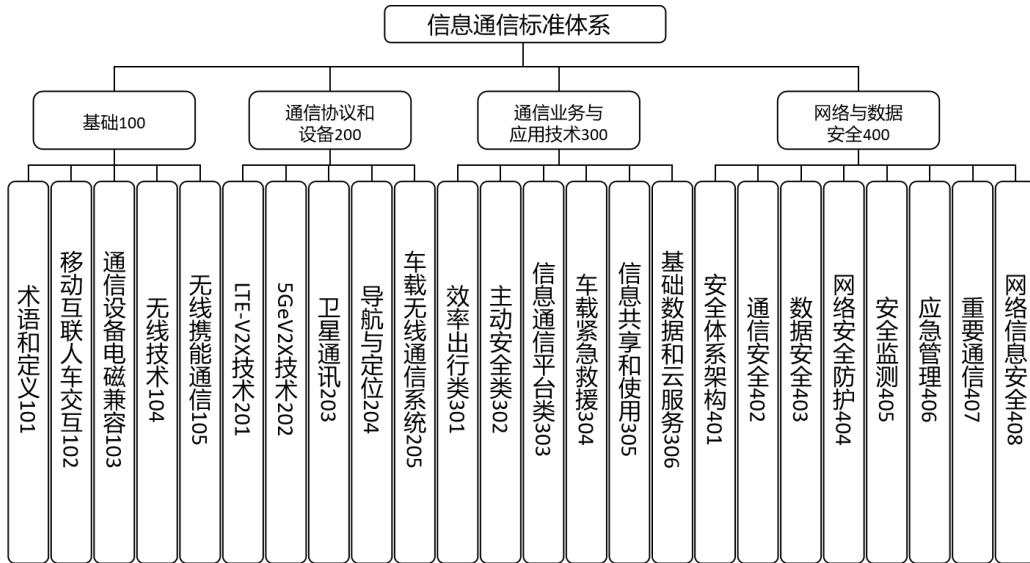 信息通信标准体系
基础100
通信协议和
设备200
通信业务与
应用技术300
网络与数据
安全400
术语和定义101
移动互联人车交互102
通信设备电磁兼容103
无线技术104
无线携能通信105
LTE-V2X技术201
5GeV2X技术202
卫星通讯203
导航与定位204
车载无线通信系统205
效率出行类301
主动安全类302
信息通信平台类303
车载紧急救援304
信息共享和使用305
基础数据和云服务306
安全体系架构401
通信安全402
数据安全403
网络安全防护404
安全监测405
应急管理406
重要通信407
网络信息安全408